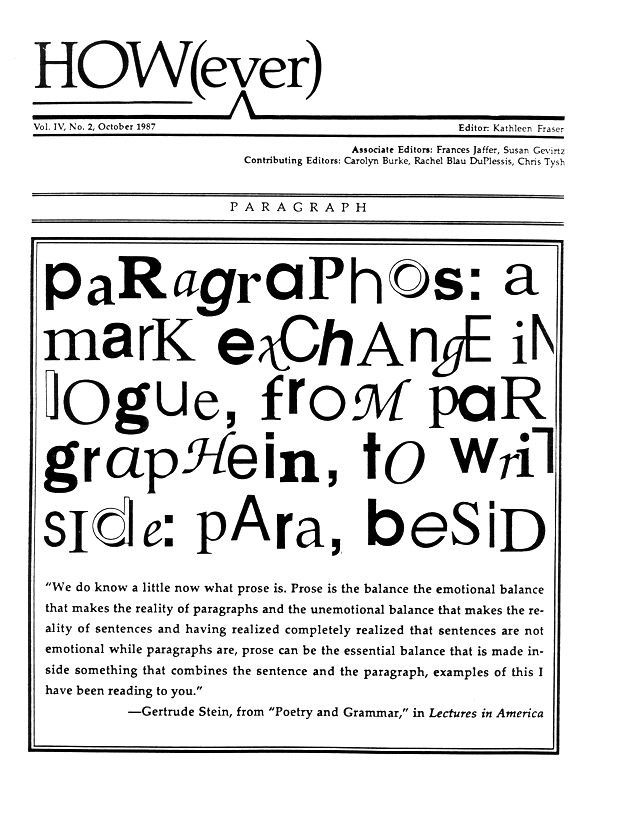 HOW(ever)
Vol. IV, No. 2, October 1987
Editor: Kathleen Fraser
Associate Editors: Frances Jaffer, Susan Gevirtz
Contributing Editors: Carolyn Burke, Rachel Blau DuPlessis, Chris Tysh
PARAGRAPH
paRagraPhOs: a
marK exChAngE iN
lOgue, froM paR
grapHein, tO wriT
sIde: pAra, beSiD
"We do know a little now what prose is. Prose is the balance the emotional balance
that makes the reality of paragraphs and the unemotional balance that makes the re-
ality of sentences and having realized completely realized that sentences are not
emotional while paragraphs are, prose can be the essential balance that is made in-
side something that combines the sentence and the paragraph, examples of this I
have been reading to you."
—Gertrude Stein, from "Poetry and Grammar," in Lectures in America